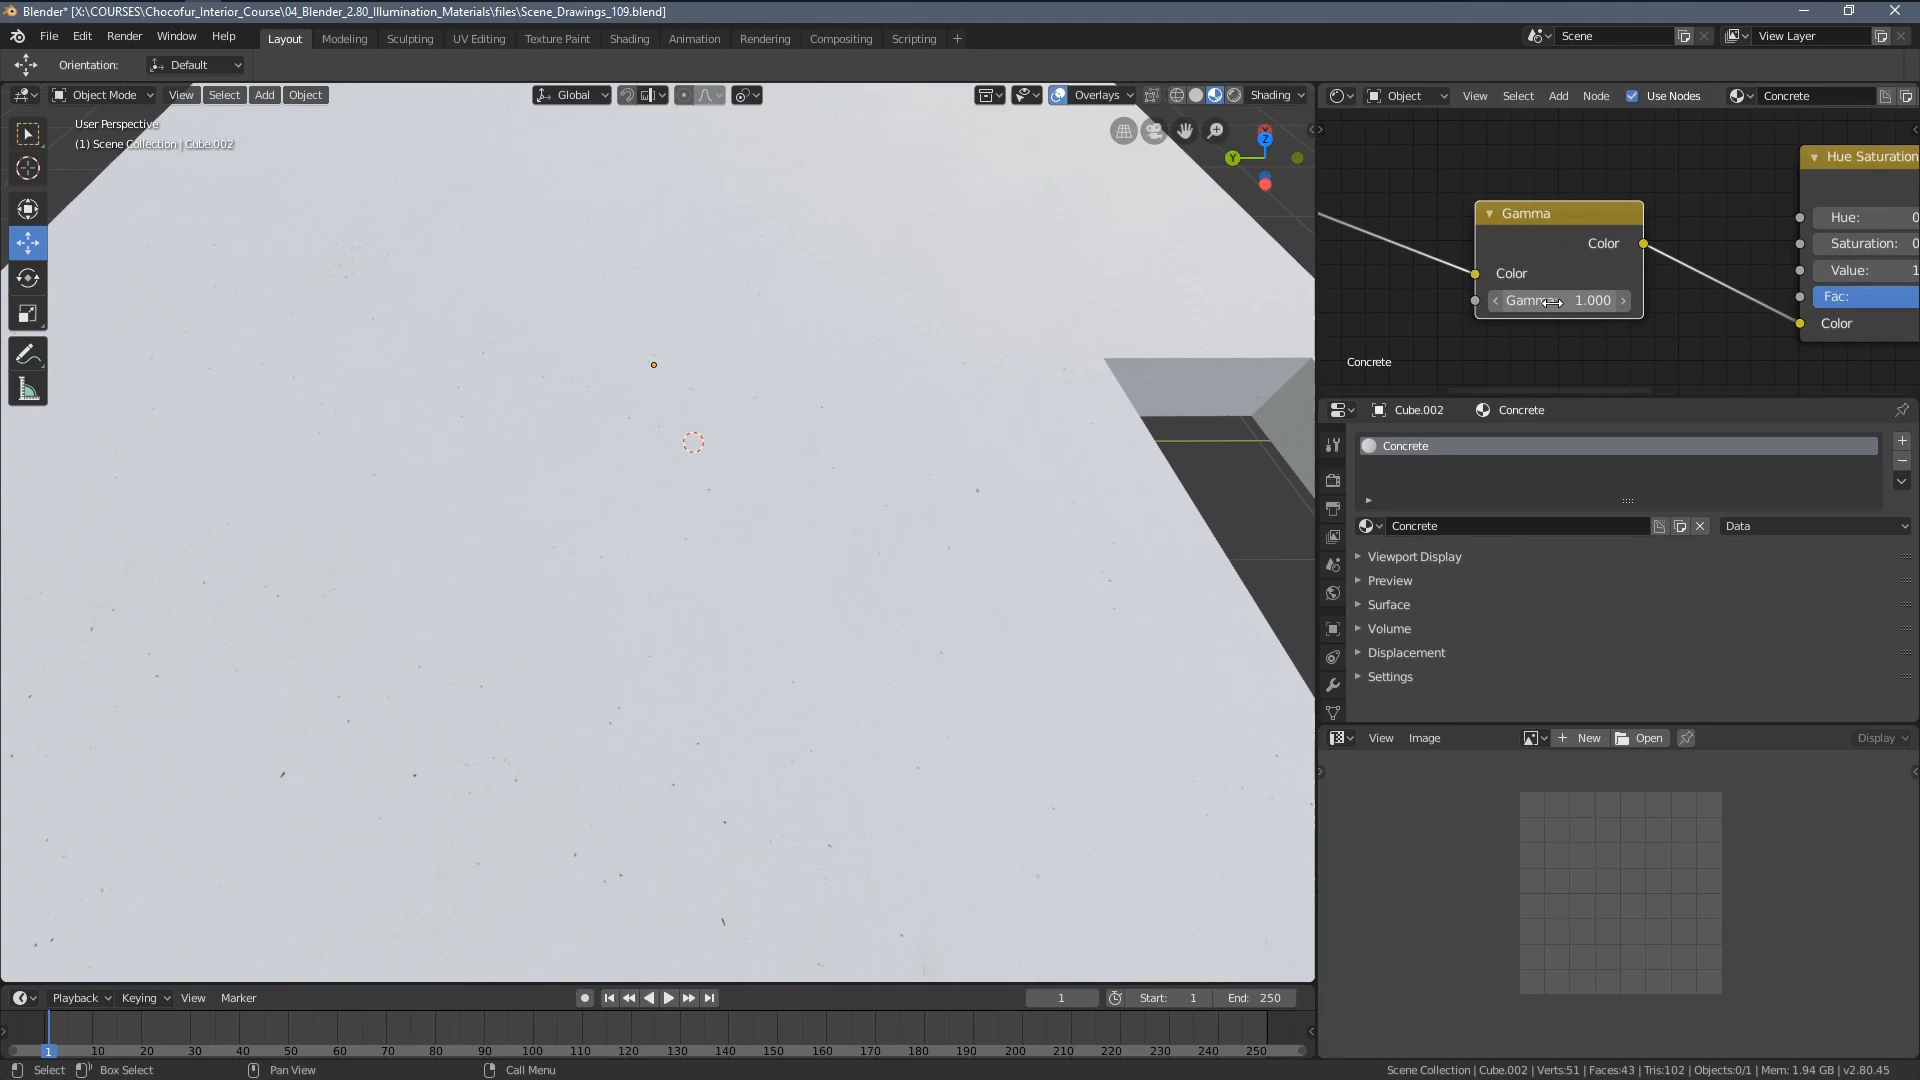 Blender* [X:\COURSES\Chocofur_Interior_Course\04_Blender_2.80_Illumination_Materials\files\Scene_Drawings_109.blend]
File Edit Render Window Help Layout Modeling Sculpting UV Editing Texture Paint Shading Animation Rendering Compositing Scripting + Scene View Layer
Orientation: Default
Object Mode View Select Add Object Global Overlays Shading
Object View Select Add Node Use Nodes Concrete
User Perspective
(1) Scene Collection | Cube.002
Z
Y
Gamma
Color
Color
Gamma 1.000
Hue Saturation
Hue: 0
Saturation: 0
Value: 1
Fac:
Color
Concrete
Cube.002 Concrete
Concrete
Concrete Data
Viewport Display
Preview
Surface
Volume
Displacement
Settings
View Image New Open Display
Playback Keying View Marker 1 Start: 1 End: 250
1 10 20 30 40 50 60 70 80 90 100 110 120 130 140 150 160 170 180 190 200 210 220 230 240 250
Select Box Select Pan View Call Menu Scene Collection | Cube.002 | Verts:51 | Faces:43 | Tris:102 | Objects:0/1 | Mem: 1.94 GB | v2.80.45